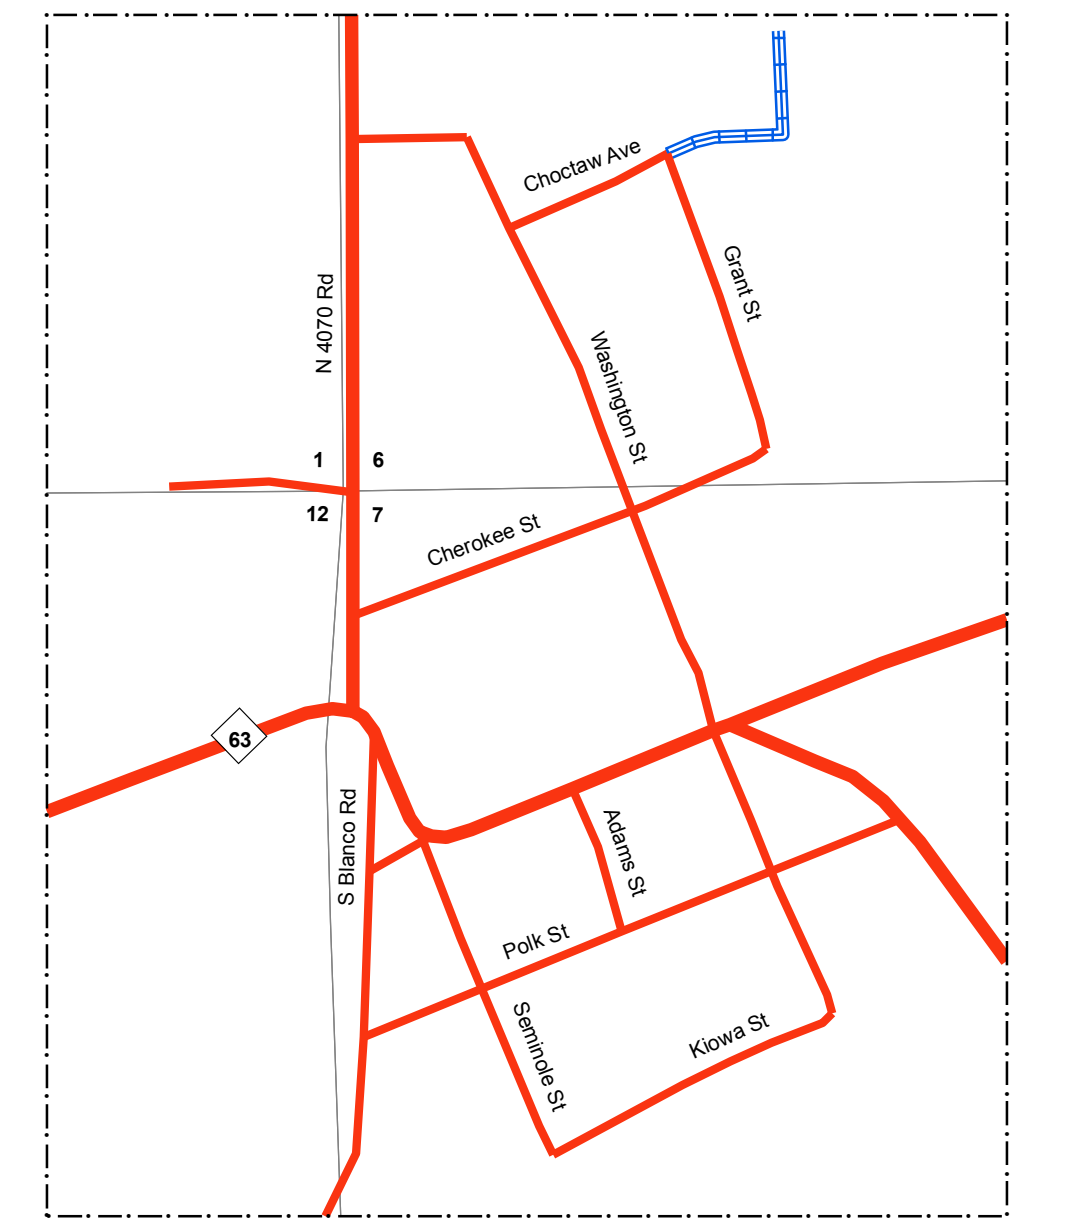 Choctaw Ave
Grant St
N 4070 Rd
Washington St
1
6
12
7
Cherokee St
63
S Blanco Rd
Adams St
Polk St
Seminole St
Kiowa St